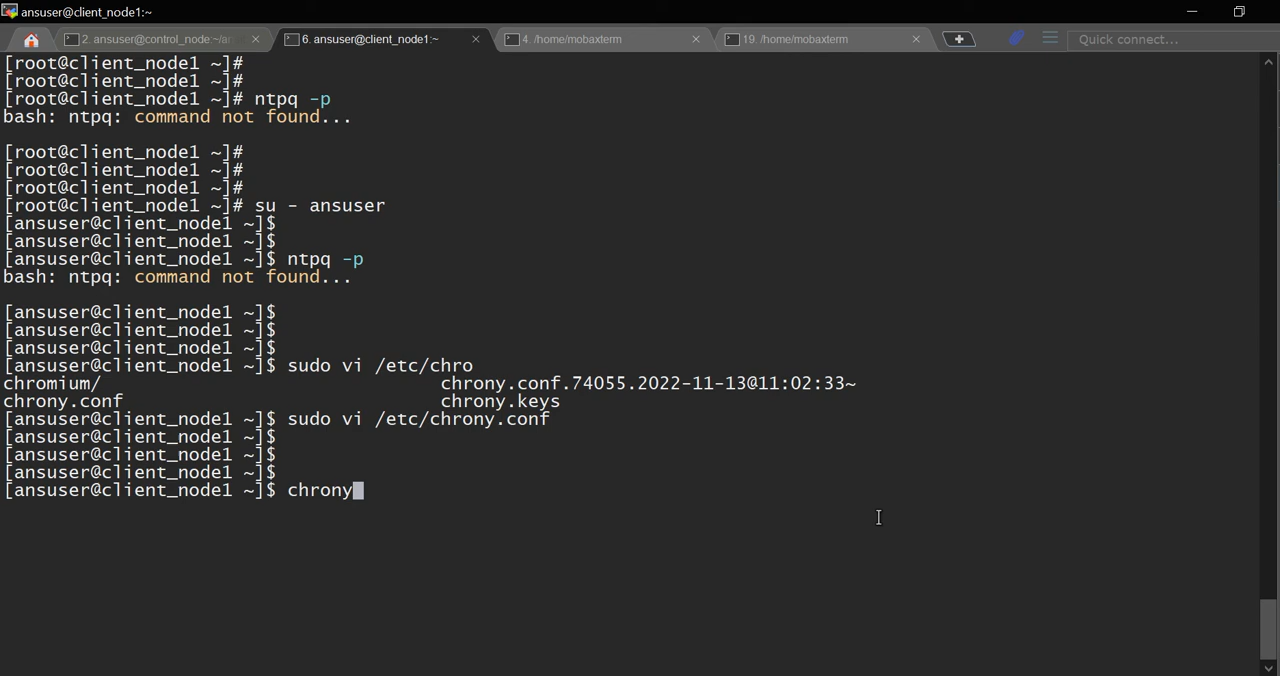 ansuser@client_node1:~
2. ansuser@control_node:~/an
6. ansuser@client_node1:~
4. /home/mobaxterm
19. /home/mobaxterm
Quick connect...
[root@client_node1 ~]#
[root@client_node1 ~]#
[root@client_node1 ~]# ntpq -p
bash: ntpq: command not found...
[root@client_node1 ~]#
[root@client_node1 ~]#
[root@client_node1 ~]#
[root@client_node1 ~]# su - ansuser
[ansuser@client_node1 ~]$
[ansuser@client_node1 ~]$
[ansuser@client_node1 ~]$ ntpq -p
bash: ntpq: command not found...
[ansuser@client_node1 ~]$
[ansuser@client_node1 ~]$
[ansuser@client_node1 ~]$
[ansuser@client_node1 ~]$ sudo vi /etc/chro
chromium/ chrony.conf.74055.2022-11-13@11:02:33~
chrony.conf chrony.keys
[ansuser@client_node1 ~]$ sudo vi /etc/chrony.conf
[ansuser@client_node1 ~]$
[ansuser@client_node1 ~]$
[ansuser@client_node1 ~]$
[ansuser@client_node1 ~]$ chrony